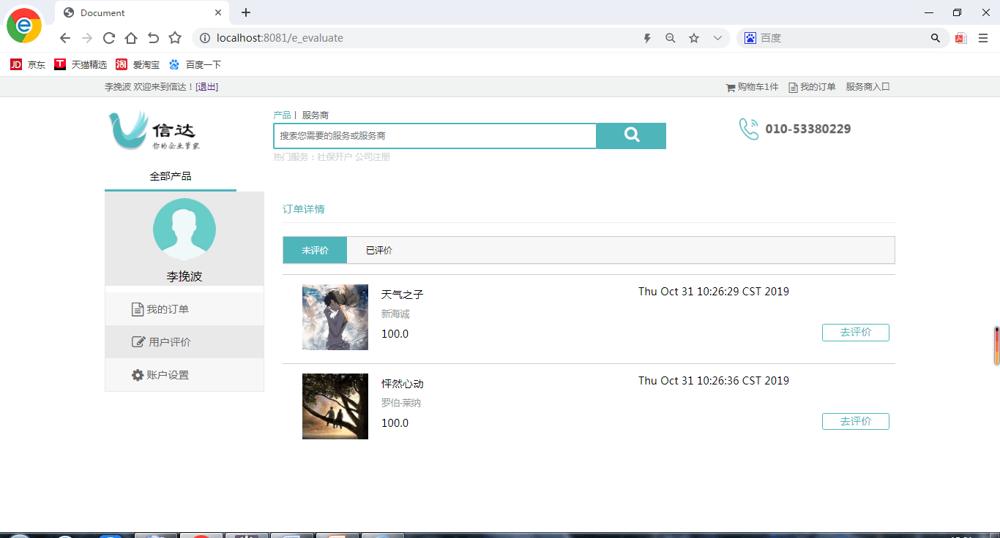 Document
localhost:8081/e_evaluate
百度
JD 京东 T 天猫精选 淘 爱淘宝 百度一下
李挽波 欢迎来到信达！[退出]
购物车1件 我的订单 服务商入口
信达
你的企业管家
产品 | 服务商
搜索您需要的服务或服务商
热门服务：社保开户 公司注册
010-53380229
全部产品
李挽波
我的订单
用户评价
账户设置
订单详情
未评价 已评价
天气之子 Thu Oct 31 10:26:29 CST 2019
新海诚
100.0 去评价
怦然心动 Thu Oct 31 10:26:36 CST 2019
罗伯·莱纳
100.0 去评价